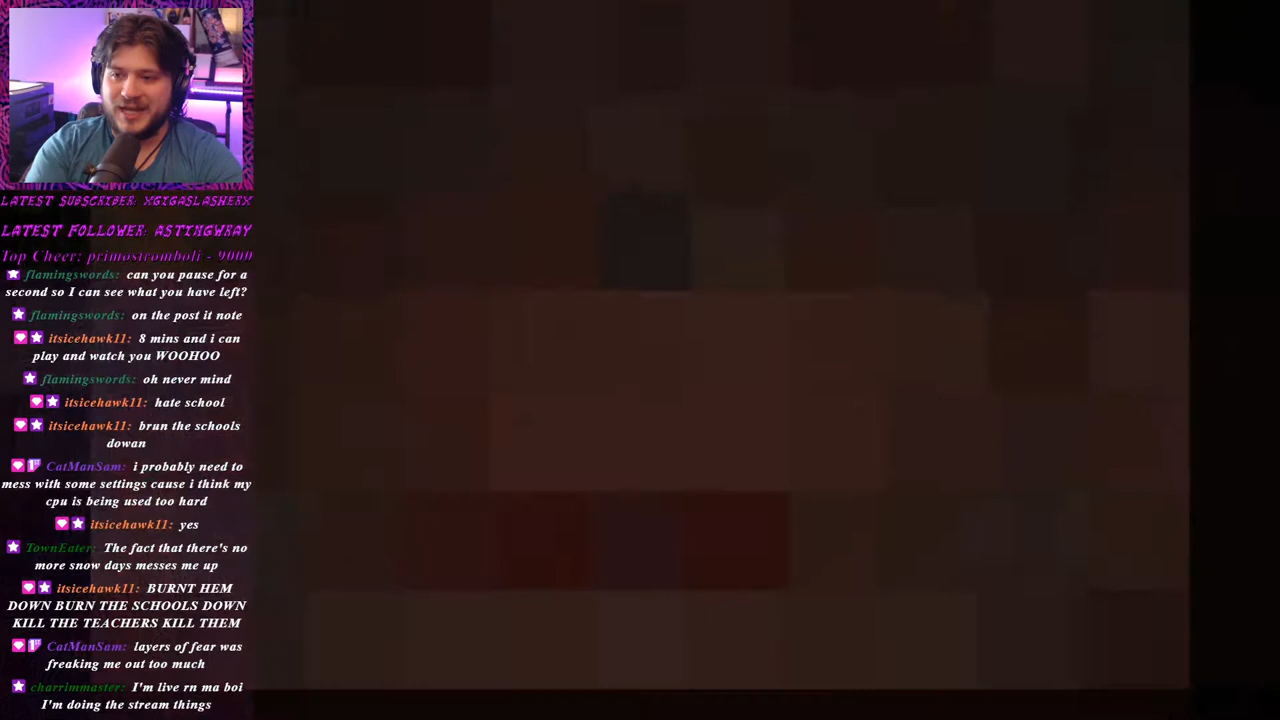 LATEST SUBSCRIBER: XGIGASLASHERX
LATEST FOLLOWER: ASTINGWRAY
Top Cheer: primostromboli - 9000
flamingswords: can you pause for a
second so I can see what you have left?
flamingswords: on the post it note
itsicehawk11: 8 mins and i can
play and watch you WOOHOO
flamingswords: oh never mind
itsicehawk11: hate school
itsicehawk11: brun the schools
dowan
CatManSam: i probably need to
mess with some settings cause i think my
cpu is being used too hard
itsicehawk11: yes
TownEater: The fact that there's no
more snow days messes me up
itsicehawk11: BURNT HEM
DOWN BURN THE SCHOOLS DOWN
KILL THE TEACHERS KILL THEM
CatManSam: layers of fear was
freaking me out too much
charrimmaster: I'm live rn ma boi
I'm doing the stream things